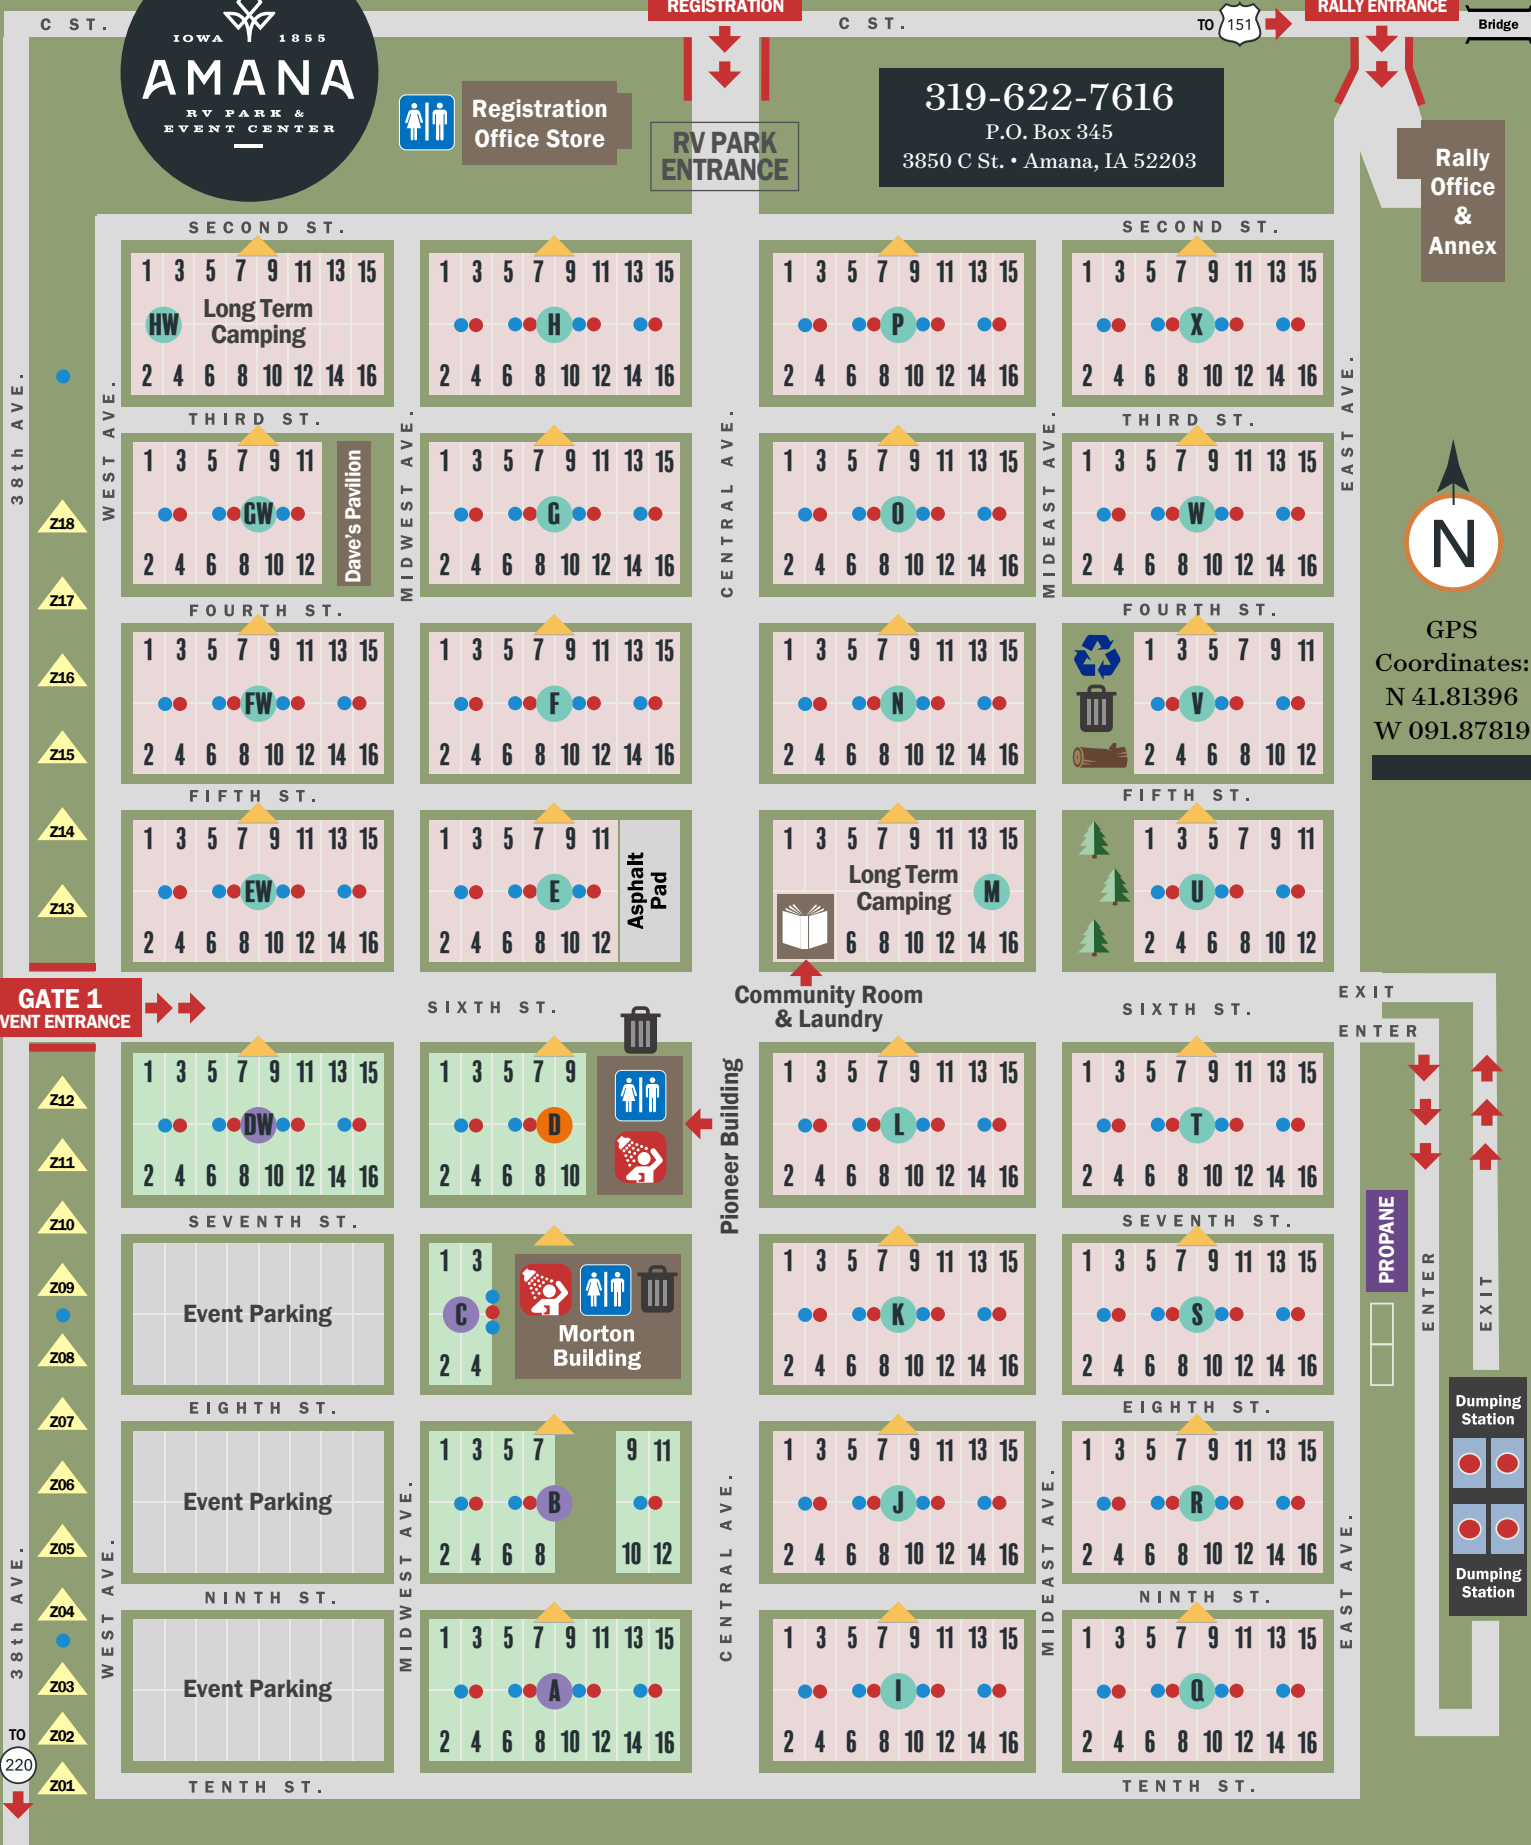 C ST.
IOWA 1855
AMANA
RV PARK &
EVENT CENTER
REGISTRATION
C ST.
TO 151
RALLY ENTRANCE
Bridge
Registration
Office Store
RV PARK
ENTRANCE
319-622-7616
P.O. Box 345
3850 C St. • Amana, IA 52203
Rally
Office
&
Annex
SECOND ST.
SECOND ST.
1 3 5 7 9 11 13 15
HW
Long Term
Camping
2 4 6 8 10 12 14 16
1 3 5 7 9 11 13 15
H
2 4 6 8 10 12 14 16
1 3 5 7 9 11 13 15
P
2 4 6 8 10 12 14 16
1 3 5 7 9 11 13 15
X
2 4 6 8 10 12 14 16
38th AVE.
WEST AVE.
MIDWEST AVE.
CENTRAL AVE.
MIDEAST AVE.
EAST AVE.
THIRD ST.
THIRD ST.
1 3 5 7 9 11
GW
2 4 6 8 10 12
Dave's Pavilion
1 3 5 7 9 11 13 15
G
2 4 6 8 10 12 14 16
1 3 5 7 9 11 13 15
O
2 4 6 8 10 12 14 16
1 3 5 7 9 11 13 15
W
2 4 6 8 10 12 14 16
N
GPS
Coordinates:
N 41.81396
W 091.87819
Z18
Z17
Z16
Z15
Z14
Z13
FOURTH ST.
FOURTH ST.
1 3 5 7 9 11 13 15
FW
2 4 6 8 10 12 14 16
1 3 5 7 9 11 13 15
F
2 4 6 8 10 12 14 16
1 3 5 7 9 11 13 15
N
2 4 6 8 10 12 14 16
1 3 5 7 9 11
V
2 4 6 8 10 12
FIFTH ST.
FIFTH ST.
1 3 5 7 9 11 13 15
EW
2 4 6 8 10 12 14 16
1 3 5 7 9 11
E
2 4 6 8 10 12
Asphalt
Pad
1 3 5 7 9 11 13 15
Long Term
Camping
M
6 8 10 12 14 16
1 3 5 7 9 11
U
2 4 6 8 10 12
GATE 1
VENT ENTRANCE
SIXTH ST.
Community Room
& Laundry
SIXTH ST.
EXIT
ENTER
1 3 5 7 9 11 13 15
DW
2 4 6 8 10 12 14 16
1 3 5 7 9
D
2 4 6 8 10
Pioneer Building
1 3 5 7 9 11 13 15
L
2 4 6 8 10 12 14 16
1 3 5 7 9 11 13 15
T
2 4 6 8 10 12 14 16
Z12
Z11
Z10
Z09
Z08
Z07
Z06
Z05
Z04
Z03
Z02
Z01
SEVENTH ST.
SEVENTH ST.
PROPANE
ENTER
EXIT
Event Parking
1 3
C
2 4
Morton
Building
1 3 5 7 9 11 13 15
K
2 4 6 8 10 12 14 16
1 3 5 7 9 11 13 15
S
2 4 6 8 10 12 14 16
EIGHTH ST.
EIGHTH ST.
Dumping
Station
Dumping
Station
Event Parking
1 3 5 7 9 11
B
2 4 6 8 10 12
1 3 5 7 9 11 13 15
J
2 4 6 8 10 12 14 16
1 3 5 7 9 11 13 15
R
2 4 6 8 10 12 14 16
38th AVE.
WEST AVE.
MIDWEST AVE.
CENTRAL AVE.
MIDEAST AVE.
EAST AVE.
NINTH ST.
NINTH ST.
Event Parking
1 3 5 7 9 11 13 15
A
2 4 6 8 10 12 14 16
1 3 5 7 9 11 13 15
I
2 4 6 8 10 12 14 16
1 3 5 7 9 11 13 15
Q
2 4 6 8 10 12 14 16
TO
220
TENTH ST.
TENTH ST.